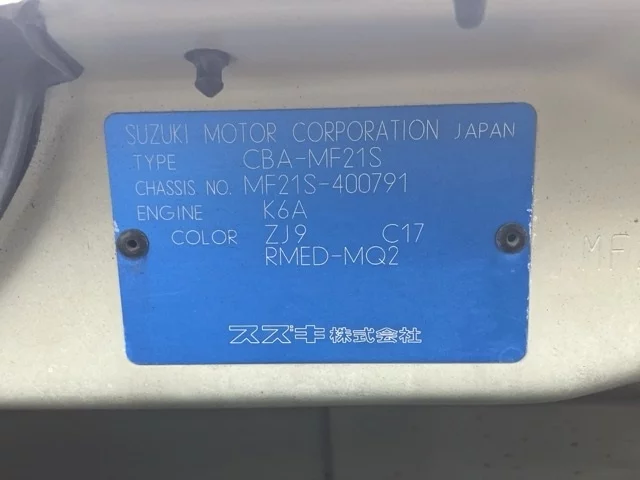 SUZUKI MOTOR CORPORATION JAPAN
TYPE CBA-MF21S
CHASSIS NO. MF21S-400791
ENGINE K6A
COLOR ZJ9 C17
RMED-MQ2
スズキ株式会社
MF